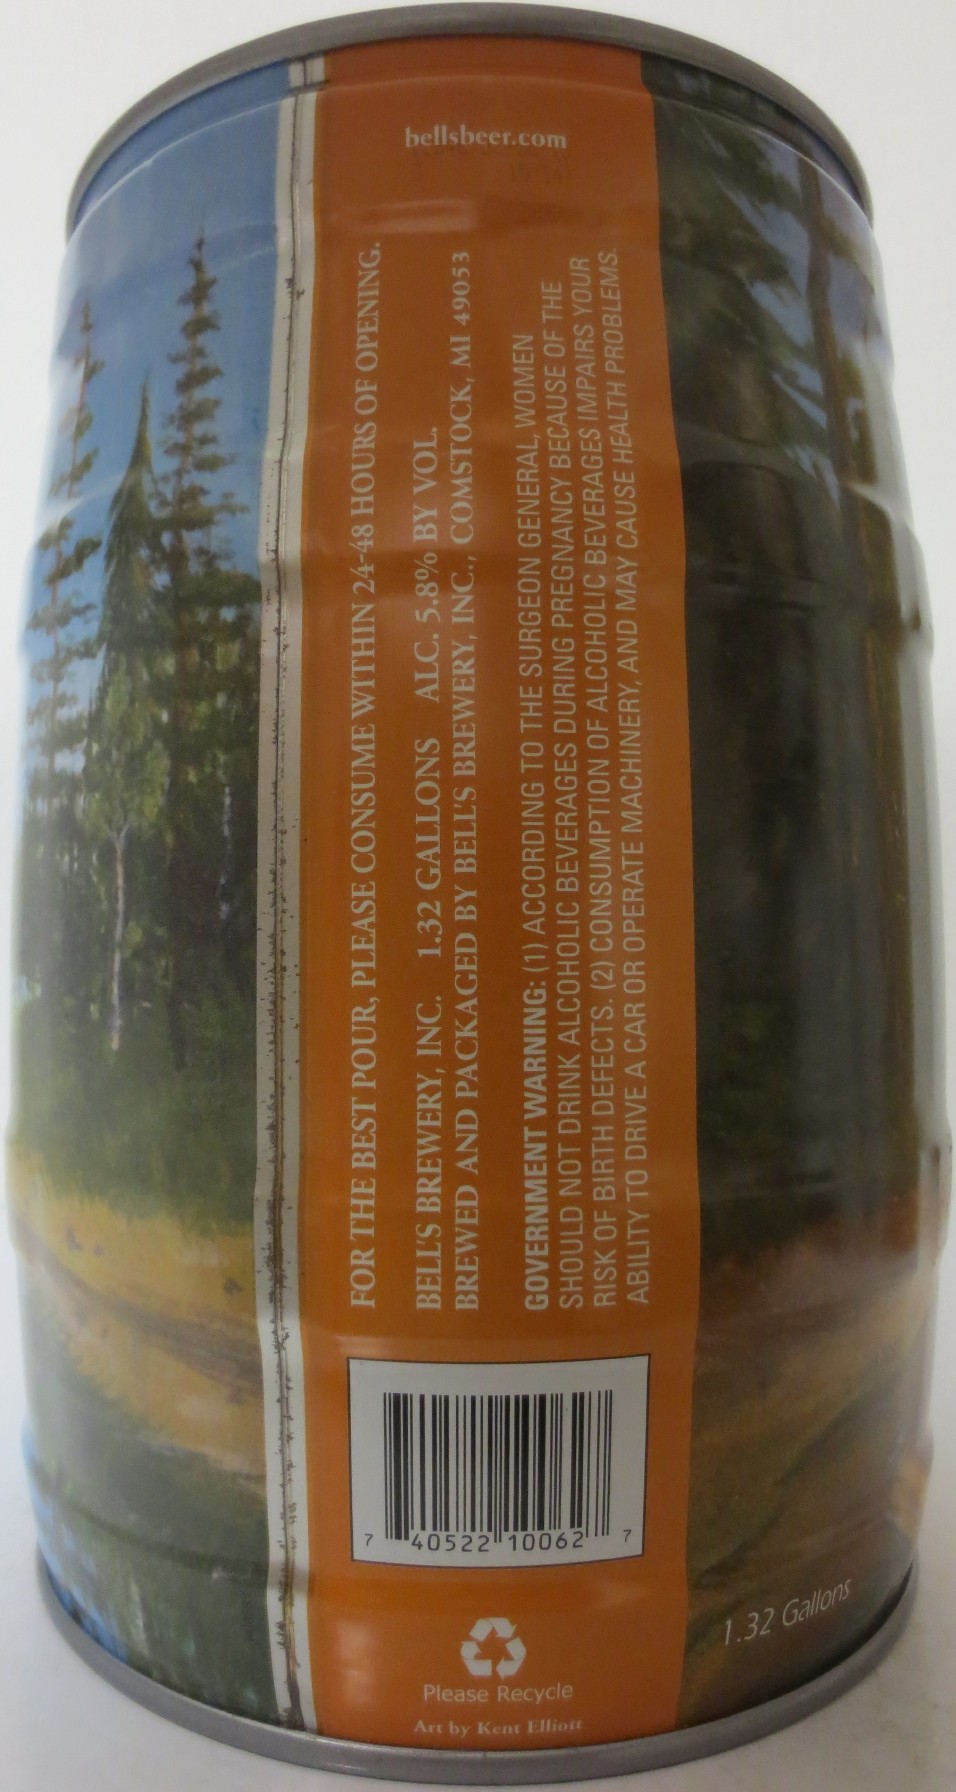 bellsbeer.com
FOR THE BEST POUR, PLEASE CONSUME WITHIN 24-48 HOURS OF OPENING.
BELL'S BREWERY, INC. 1.32 GALLONS ALC. 5.8% BY VOL.
BREWED AND PACKAGED BY BELL'S BREWERY, INC., COMSTOCK, MI 49053
GOVERNMENT WARNING: (1) ACCORDING TO THE SURGEON GENERAL, WOMEN
SHOULD NOT DRINK ALCOHOLIC BEVERAGES DURING PREGNANCY BECAUSE OF THE
RISK OF BIRTH DEFECTS. (2) CONSUMPTION OF ALCOHOLIC BEVERAGES IMPAIRS YOUR
ABILITY TO DRIVE A CAR OR OPERATE MACHINERY, AND MAY CAUSE HEALTH PROBLEMS.
7 40522 10062 7
Please Recycle
Art by Kent Elliott
1.32 Gallons